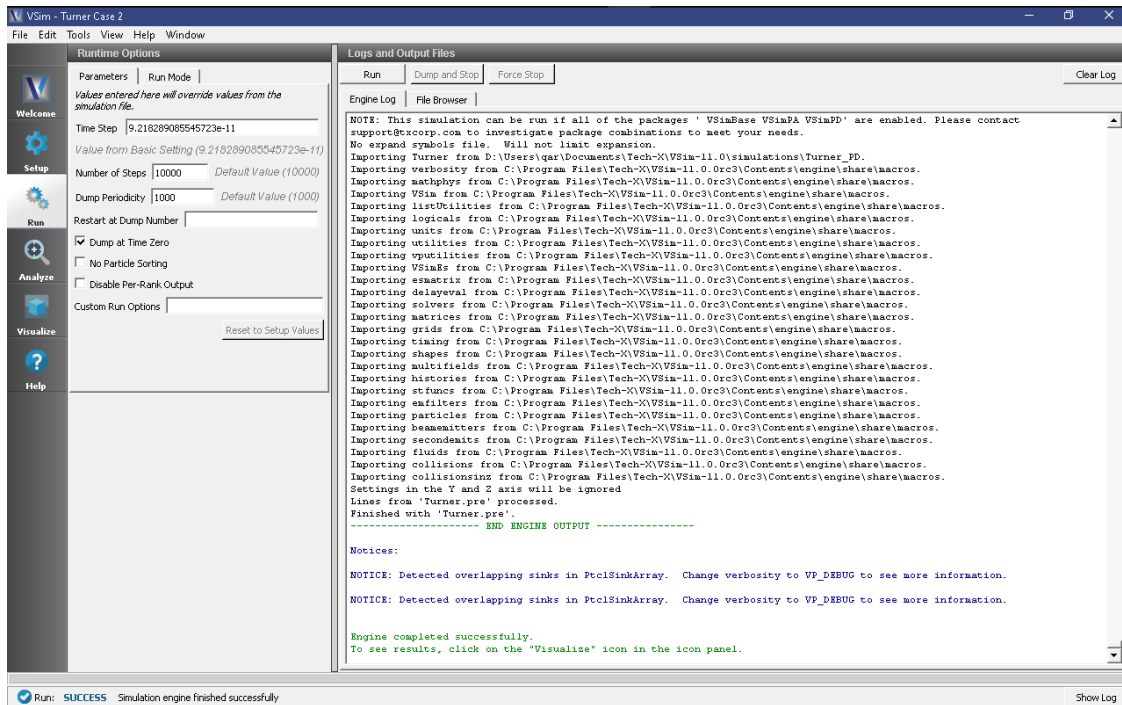 VSim - Turner Case 2
File Edit Tools View Help Window
Welcome
Setup
Run
Analyze
Visualize
Help
Runtime Options
Parameters Run Mode
Values entered here will override values from the
simulation file.
Time Step 9.218289085545723e-11
Value from Basic Setting (9.218289085545723e-11)
Number of Steps 10000 Default Value (10000)
Dump Periodicity 1000 Default Value (1000)
Restart at Dump Number
Dump at Time Zero
No Particle Sorting
Disable Per-Rank Output
Custom Run Options
Reset to Setup Values
Logs and Output Files
Run Dump and Stop Force Stop Clear Log
Engine Log File Browser
NOTE: This simulation can be run if all of the packages ' VSimBase VSimPA VSimPD' are enabled. Please contact
support@txcorp.com to investigate package combinations to meet your needs.
No expand symbols file.  Will not limit expansion.
Importing Turner from D:\Users\qar\Documents\Tech-X\VSim-11.0\simulations\Turner_PD.
Importing verbosity from C:\Program Files\Tech-X\VSim-11.0.0rc3\Contents\engine\share\macros.
Importing mathphys from C:\Program Files\Tech-X\VSim-11.0.0rc3\Contents\engine\share\macros.
Importing VSim from C:\Program Files\Tech-X\VSim-11.0.0rc3\Contents\engine\share\macros.
Importing listUtilities from C:\Program Files\Tech-X\VSim-11.0.0rc3\Contents\engine\share\macros.
Importing logicals from C:\Program Files\Tech-X\VSim-11.0.0rc3\Contents\engine\share\macros.
Importing units from C:\Program Files\Tech-X\VSim-11.0.0rc3\Contents\engine\share\macros.
Importing utilities from C:\Program Files\Tech-X\VSim-11.0.0rc3\Contents\engine\share\macros.
Importing vputilities from C:\Program Files\Tech-X\VSim-11.0.0rc3\Contents\engine\share\macros.
Importing VSimEs from C:\Program Files\Tech-X\VSim-11.0.0rc3\Contents\engine\share\macros.
Importing esmatrix from C:\Program Files\Tech-X\VSim-11.0.0rc3\Contents\engine\share\macros.
Importing delayeval from C:\Program Files\Tech-X\VSim-11.0.0rc3\Contents\engine\share\macros.
Importing solvers from C:\Program Files\Tech-X\VSim-11.0.0rc3\Contents\engine\share\macros.
Importing matrices from C:\Program Files\Tech-X\VSim-11.0.0rc3\Contents\engine\share\macros.
Importing grids from C:\Program Files\Tech-X\VSim-11.0.0rc3\Contents\engine\share\macros.
Importing timing from C:\Program Files\Tech-X\VSim-11.0.0rc3\Contents\engine\share\macros.
Importing shapes from C:\Program Files\Tech-X\VSim-11.0.0rc3\Contents\engine\share\macros.
Importing multifields from C:\Program Files\Tech-X\VSim-11.0.0rc3\Contents\engine\share\macros.
Importing histories from C:\Program Files\Tech-X\VSim-11.0.0rc3\Contents\engine\share\macros.
Importing stfuncs from C:\Program Files\Tech-X\VSim-11.0.0rc3\Contents\engine\share\macros.
Importing emfilters from C:\Program Files\Tech-X\VSim-11.0.0rc3\Contents\engine\share\macros.
Importing particles from C:\Program Files\Tech-X\VSim-11.0.0rc3\Contents\engine\share\macros.
Importing beamemitters from C:\Program Files\Tech-X\VSim-11.0.0rc3\Contents\engine\share\macros.
Importing secondemits from C:\Program Files\Tech-X\VSim-11.0.0rc3\Contents\engine\share\macros.
Importing fluids from C:\Program Files\Tech-X\VSim-11.0.0rc3\Contents\engine\share\macros.
Importing collisions from C:\Program Files\Tech-X\VSim-11.0.0rc3\Contents\engine\share\macros.
Importing collisionsinz from C:\Program Files\Tech-X\VSim-11.0.0rc3\Contents\engine\share\macros.
Settings in the Y and Z axis will be ignored
Lines from 'Turner.pre' processed.
Finished with 'Turner.pre'.
--------------------- END ENGINE OUTPUT ----------------
Notices:
NOTICE: Detected overlapping sinks in PtclSinkArray.  Change verbosity to VP_DEBUG to see more information.
NOTICE: Detected overlapping sinks in PtclSinkArray.  Change verbosity to VP_DEBUG to see more information.
Engine completed successfully.
To see results, click on the "Visualize" icon in the icon panel.
Run: SUCCESS Simulation engine finished successfully Show Log